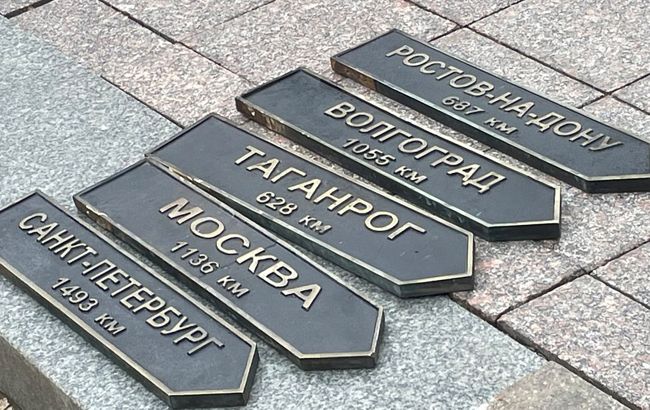 РОСТОВ-НА-ДОНУ
687 КМ
ВОЛГОГРАД
1055 КМ
ТАГАНРОГ
628 КМ
МОСКВА
1136 КМ
САНКТ-ПЕТЕРБУРГ
1493 КМ